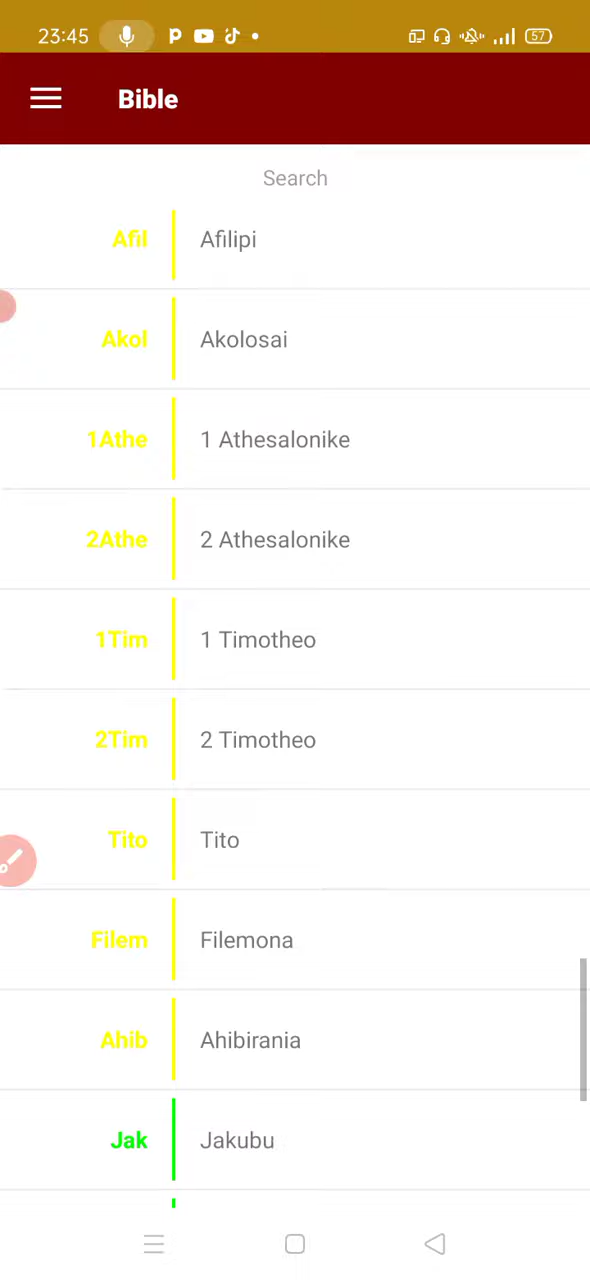 23:45 57
Bible
Search
Afil Afilipi
Akol Akolosai
1Athe 1 Athesalonike
2Athe 2 Athesalonike
1Tim 1 Timotheo
2Tim 2 Timotheo
Tito Tito
Filem Filemona
Ahib Ahibirania
Jak Jakubu